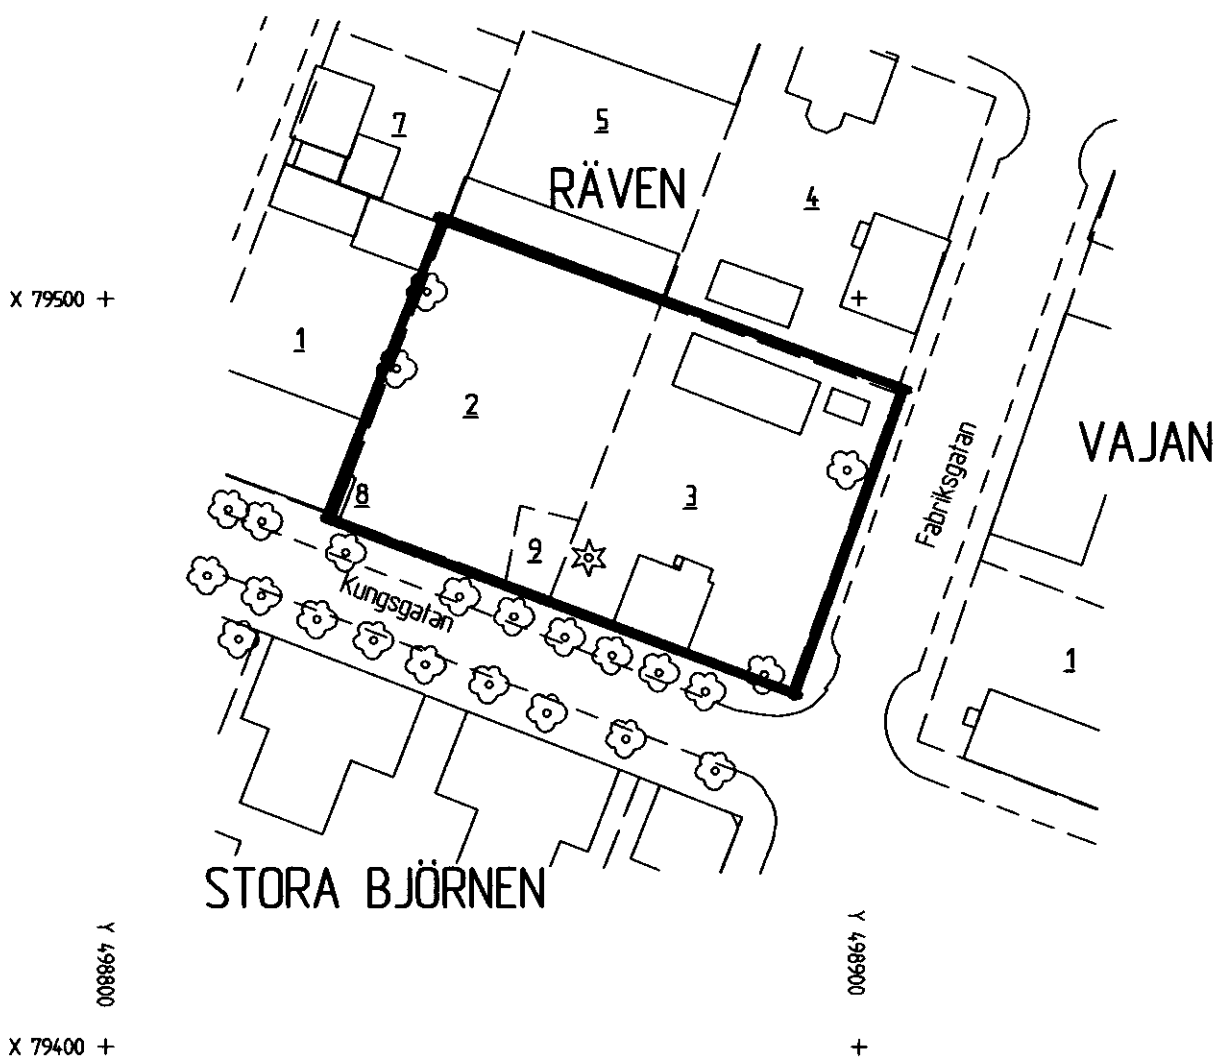 7
5
RÄVEN
4
X 79500 +
+
1
2
VAJAN
8
3
Fabriksgatan
9
Kungsgatan
1
STORA BJÖRNEN
Y 498800
Y 498900
X 79400 +
+